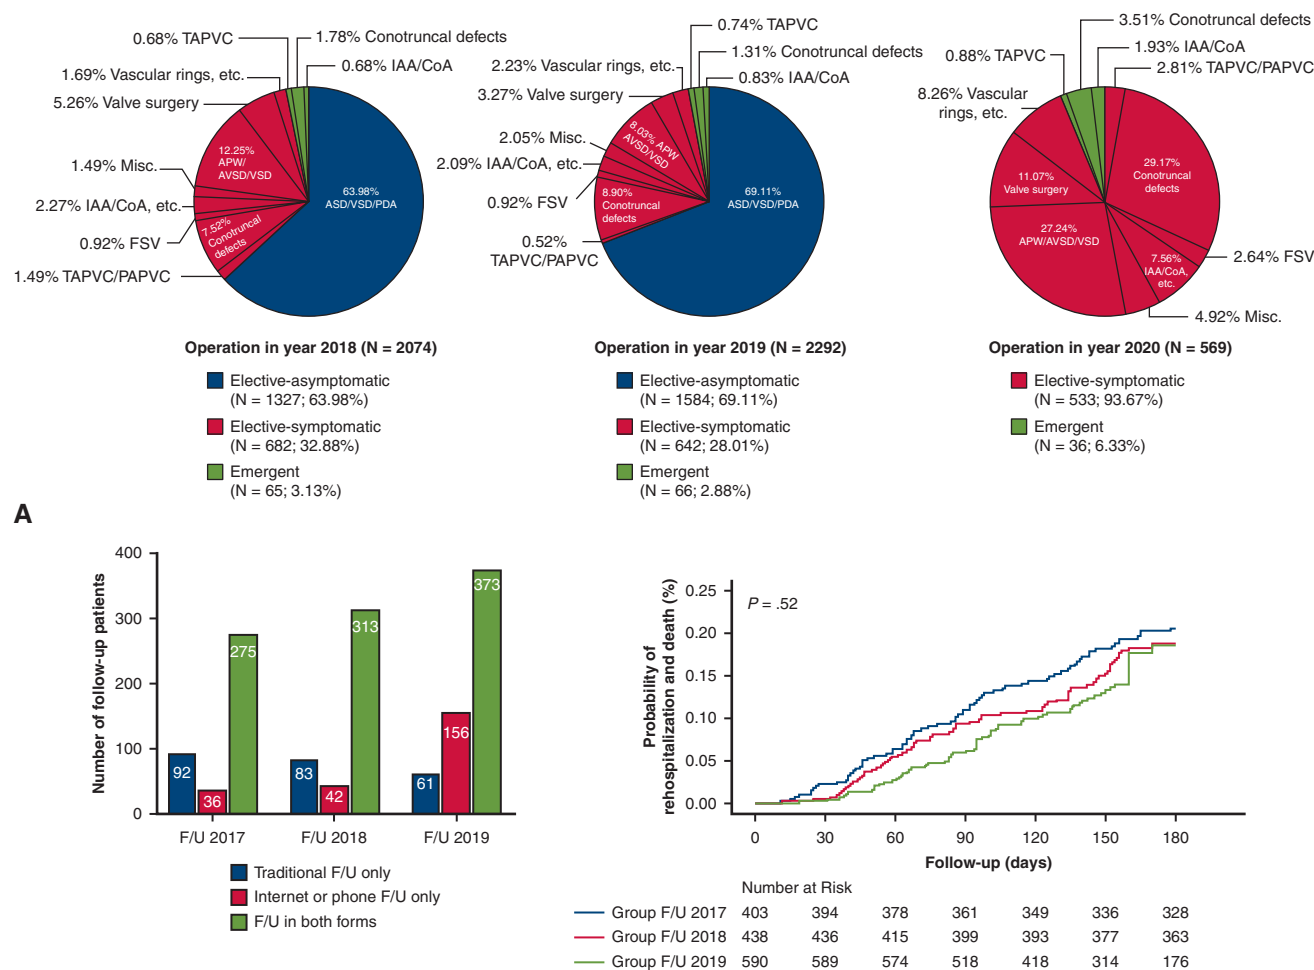 0.68% TAPVC
1.78% Conotruncal defects
0.68% IAA/CoA
1.69% Vascular rings, etc.
5.26% Valve surgery
12.25%
APW/
AVSD/VSD
1.49% Misc.
2.27% IAA/CoA, etc.
7.52%
Conotruncal
defects
0.92% FSV
1.49% TAPVC/PAPVC
63.98%
ASD/VSD/PDA
Operation in year 2018 (N = 2074)
Elective-asymptomatic
(N = 1327; 63.98%)
Elective-symptomatic
(N = 682; 32.88%)
Emergent
(N = 65; 3.13%)
0.74% TAPVC
1.31% Conotruncal defects
0.83% IAA/CoA
2.23% Vascular rings, etc.
3.27% Valve surgery
8.03% APW
AVSD/VSD
2.05% Misc.
2.09% IAA/CoA, etc.
0.92% FSV
8.90%
Conotruncal
defects
0.52%
TAPVC/PAPVC
69.11%
ASD/VSD/PDA
Operation in year 2019 (N = 2292)
Elective-asymptomatic
(N = 1584; 69.11%)
Elective-symptomatic
(N = 642; 28.01%)
Emergent
(N = 66; 2.88%)
3.51% Conotruncal defects
1.93% IAA/CoA
0.88% TAPVC
2.81% TAPVC/PAPVC
8.26% Vascular
rings, etc.
29.17%
Conotruncal
defects
11.07%
Valve surgery
27.24%
APW/AVSD/VSD
7.56%
IAA/CoA,
etc.
2.64% FSV
4.92% Misc.
Operation in year 2020 (N = 569)
Elective-symptomatic
(N = 533; 93.67%)
Emergent
(N = 36; 6.33%)
A
Number of follow-up patients
400
300
200
100
0
92
36
275
83
42
313
61
156
373
F/U 2017
F/U 2018
F/U 2019
Traditional F/U only
Internet or phone F/U only
F/U in both forms
Probability of
rehospitalization and death (%)
0.25
0.20
0.15
0.10
0.05
0.00
P = .52
0 30 60 90 120 150 180
Follow-up (days)
Number at Risk
Group F/U 2017 403 394 378 361 349 336 328
Group F/U 2018 438 436 415 399 393 377 363
Group F/U 2019 590 589 574 518 418 314 176